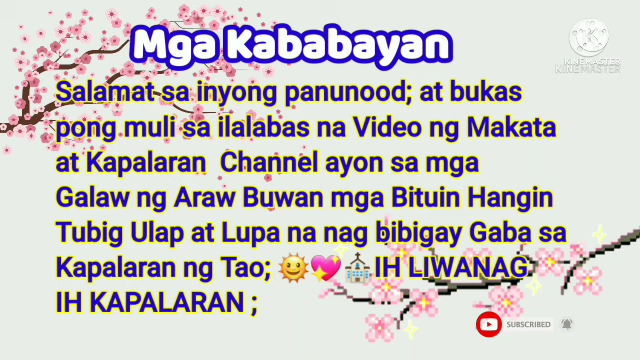 Mga Kababayan
Salamat sa inyong panunood; at bukas
pong muli sa ilalabas na Video ng Makata
at Kapalaran Channel ayon sa mga
Galaw ng Araw Buwan mga Bituin Hangin
Tubig Ulap at Lupa na nag bibigay Gaba sa
Kapalaran ng Tao; 🌞💖⛪IH LIWANAG
IH KAPALARAN ;
K
KINEMASTER
KINEMASTER
SUBSCRIBED